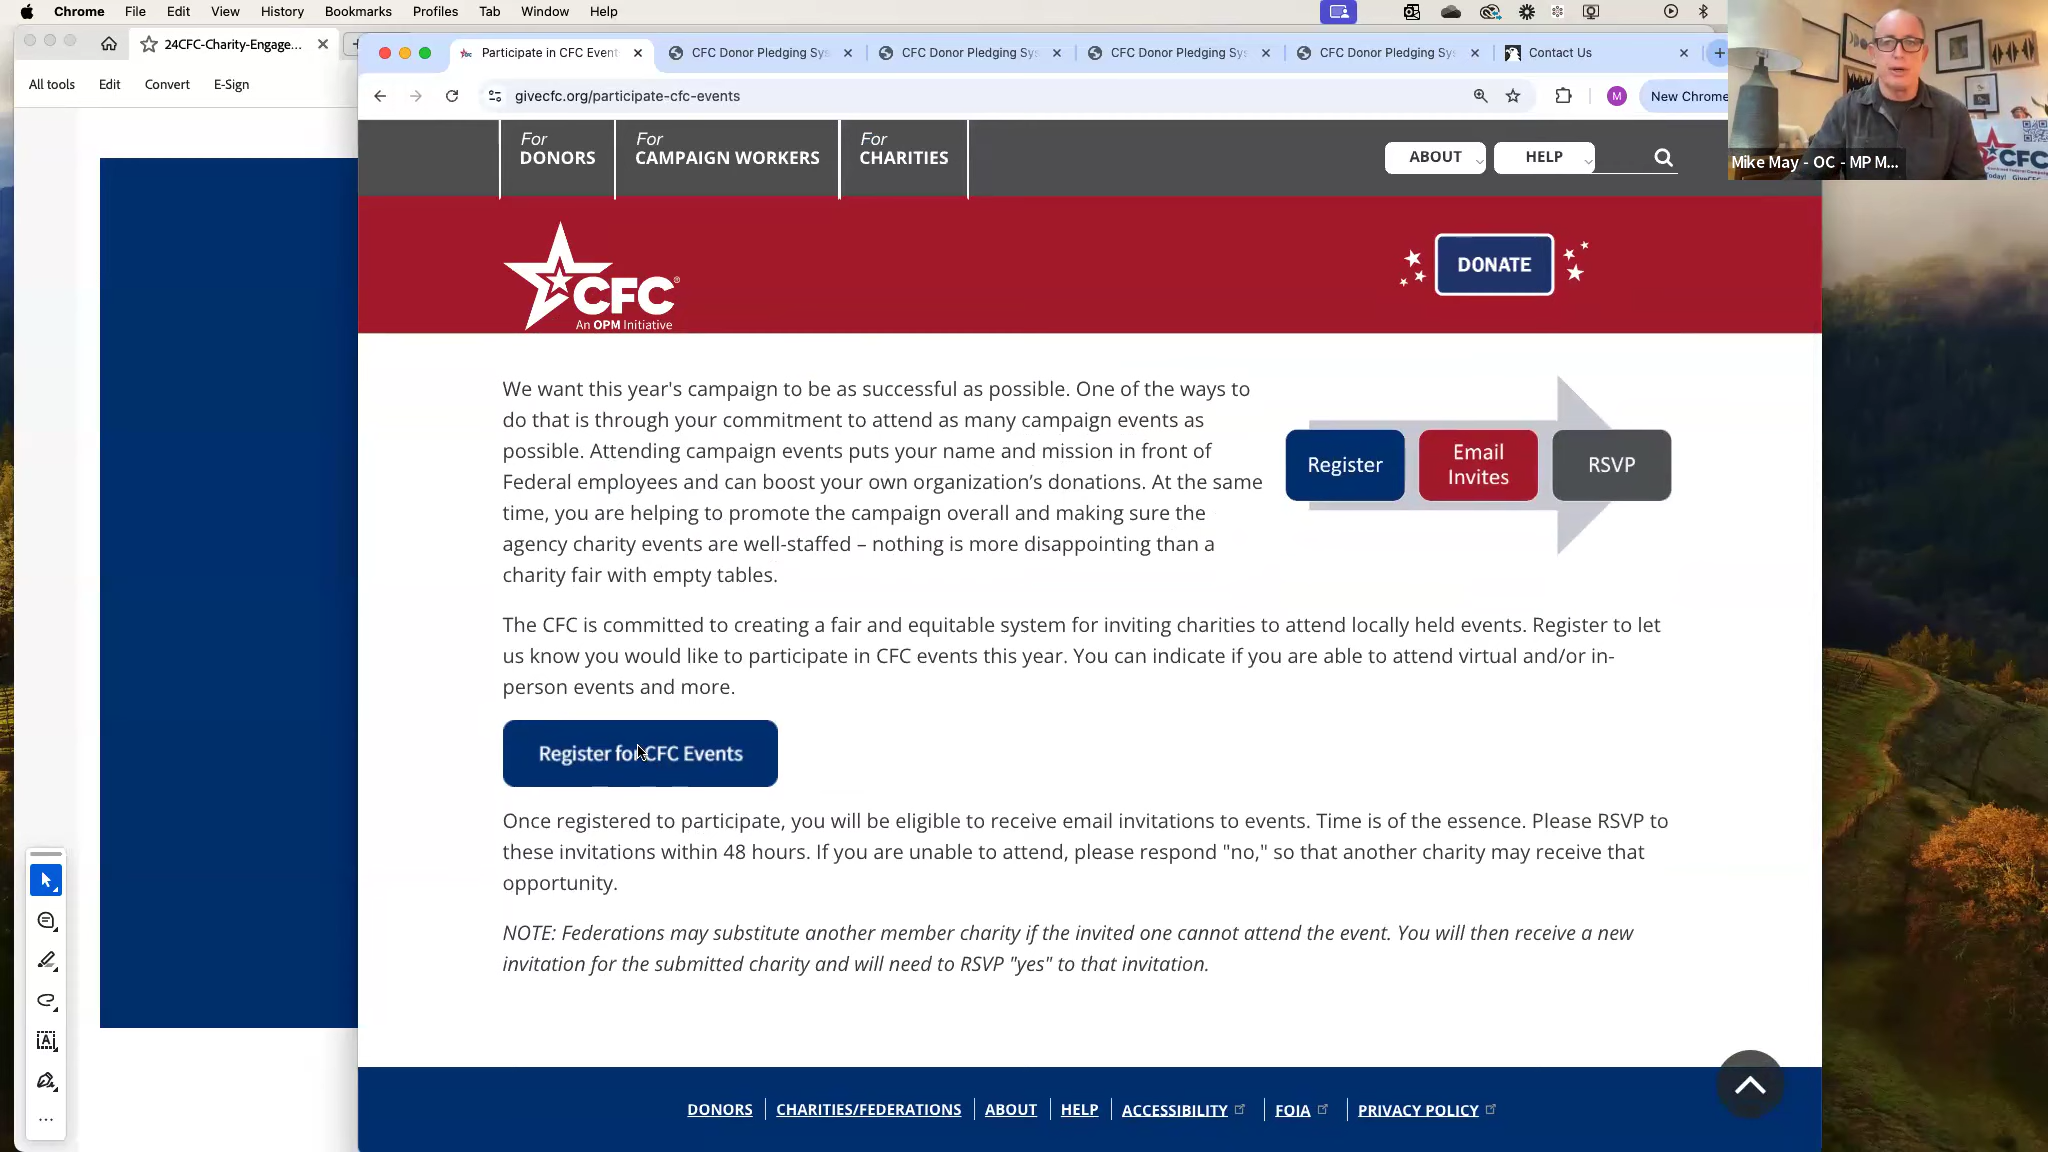 Chrome File Edit View History Bookmarks Profiles Tab Window Help
24CFC-Charity-Engage...
All tools Edit Convert E-Sign
Participate in CFC Event
CFC Donor Pledging Sys
CFC Donor Pledging Sys
CFC Donor Pledging Sys
CFC Donor Pledging Sys
Contact Us
givecfc.org/participate-cfc-events
M
New Chrome
Mike May - OC - MP M...
CFC
For DONORS
For CAMPAIGN WORKERS
For CHARITIES
ABOUT
HELP
CFC®
An OPM Initiative
DONATE
We want this year's campaign to be as successful as possible. One of the ways to
do that is through your commitment to attend as many campaign events as
possible. Attending campaign events puts your name and mission in front of
Federal employees and can boost your own organization’s donations. At the same
time, you are helping to promote the campaign overall and making sure the
agency charity events are well-staffed – nothing is more disappointing than a
charity fair with empty tables.
Register
Email Invites
RSVP
The CFC is committed to creating a fair and equitable system for inviting charities to attend locally held events. Register to let
us know you would like to participate in CFC events this year. You can indicate if you are able to attend virtual and/or in-
person events and more.
Register for CFC Events
Once registered to participate, you will be eligible to receive email invitations to events. Time is of the essence. Please RSVP to
these invitations within 48 hours. If you are unable to attend, please respond "no," so that another charity may receive that
opportunity.
NOTE: Federations may substitute another member charity if the invited one cannot attend the event. You will then receive a new
invitation for the submitted charity and will need to RSVP "yes" to that invitation.
DONORS CHARITIES/FEDERATIONS ABOUT HELP ACCESSIBILITY FOIA PRIVACY POLICY